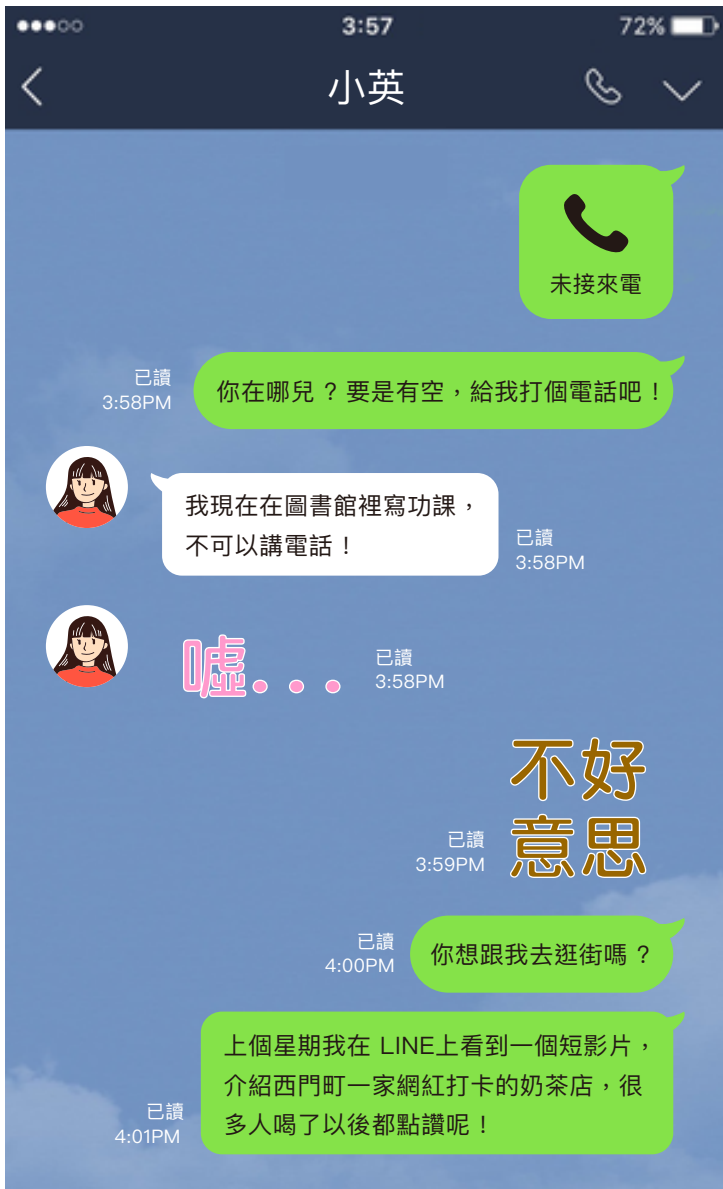 3:57
72%
小英
未接來電
已讀
3:58PM
你在哪兒？要是有空，給我打個電話吧！
我現在在圖書館裡寫功課，
不可以講電話！
已讀
3:58PM
噓...
已讀
3:58PM
不好
意思
已讀
3:59PM
已讀
4:00PM
你想跟我去逛街嗎？
上個星期我在 LINE上看到一個短影片，
介紹西門町一家網紅打卡的奶茶店，很
多人喝了以後都點讚呢！
已讀
4:01PM